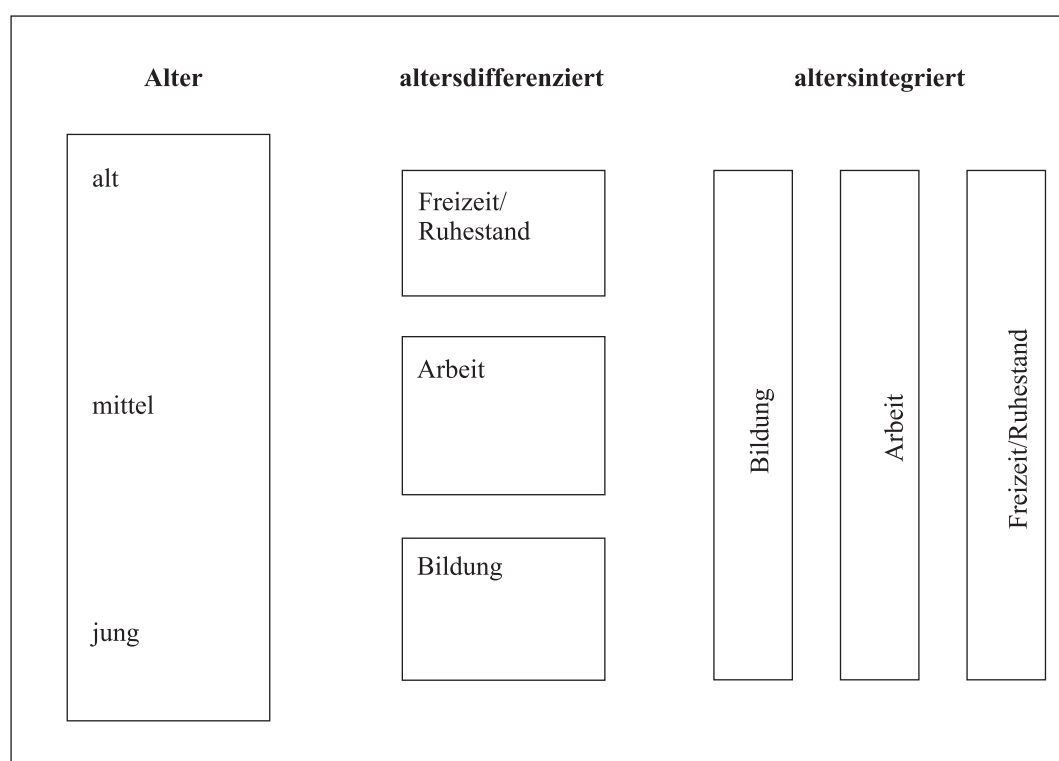 Alter
altersdifferenziert
altersintegriert
alt
mittel
jung
Freizeit/
Ruhestand
Arbeit
Bildung
Bildung
Arbeit
Freizeit/Ruhestand